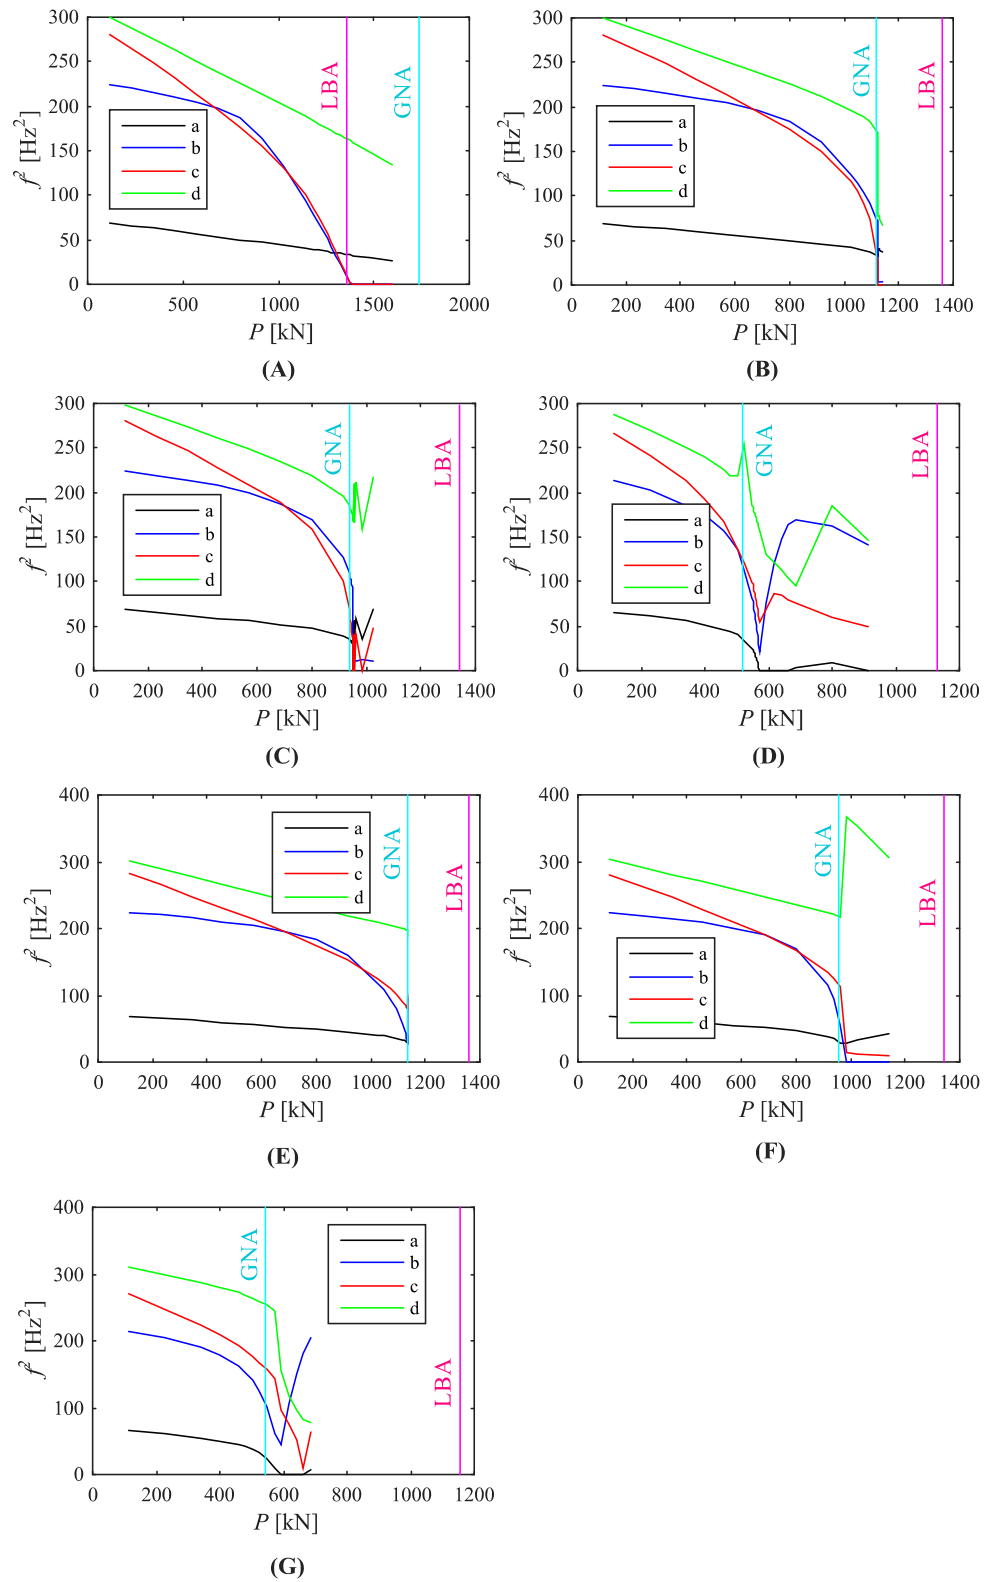 300
250
200
150
100
50
0
f² [Hz²]
a
b
c
d
LBA
GNA
0 500 1000 1500 2000
P [kN]
(A)
300
250
200
150
100
50
0
f² [Hz²]
a
b
c
d
GNA
LBA
0 200 400 600 800 1000 1200 1400
P [kN]
(B)
300
250
200
150
100
50
0
f² [Hz²]
a
b
c
d
GNA
LBA
0 200 400 600 800 1000 1200 1400
P [kN]
(C)
300
250
200
150
100
50
0
f² [Hz²]
a
b
c
d
GNA
LBA
0 200 400 600 800 1000 1200
P [kN]
(D)
400
300
200
100
0
f² [Hz²]
a
b
c
d
GNA
LBA
0 200 400 600 800 1000 1200 1400
P [kN]
(E)
400
300
200
100
0
f² [Hz²]
a
b
c
d
GNA
LBA
0 200 400 600 800 1000 1200 1400
P [kN]
(F)
400
300
200
100
0
f² [Hz²]
a
b
c
d
GNA
LBA
0 200 400 600 800 1000 1200
P [kN]
(G)